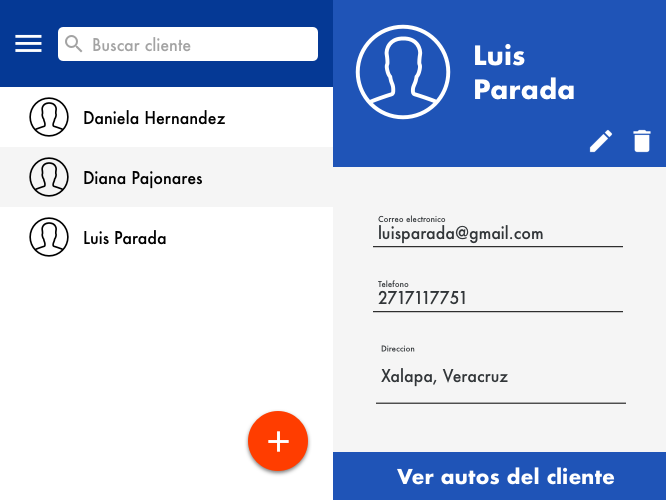 Buscar cliente
Daniela Hernandez
Diana Pajonares
Luis Parada
Luis
Parada
Correo electronico
luisparada@gmail.com
Telefono
2717117751
Direccion
Xalapa, Veracruz
Ver autos del cliente